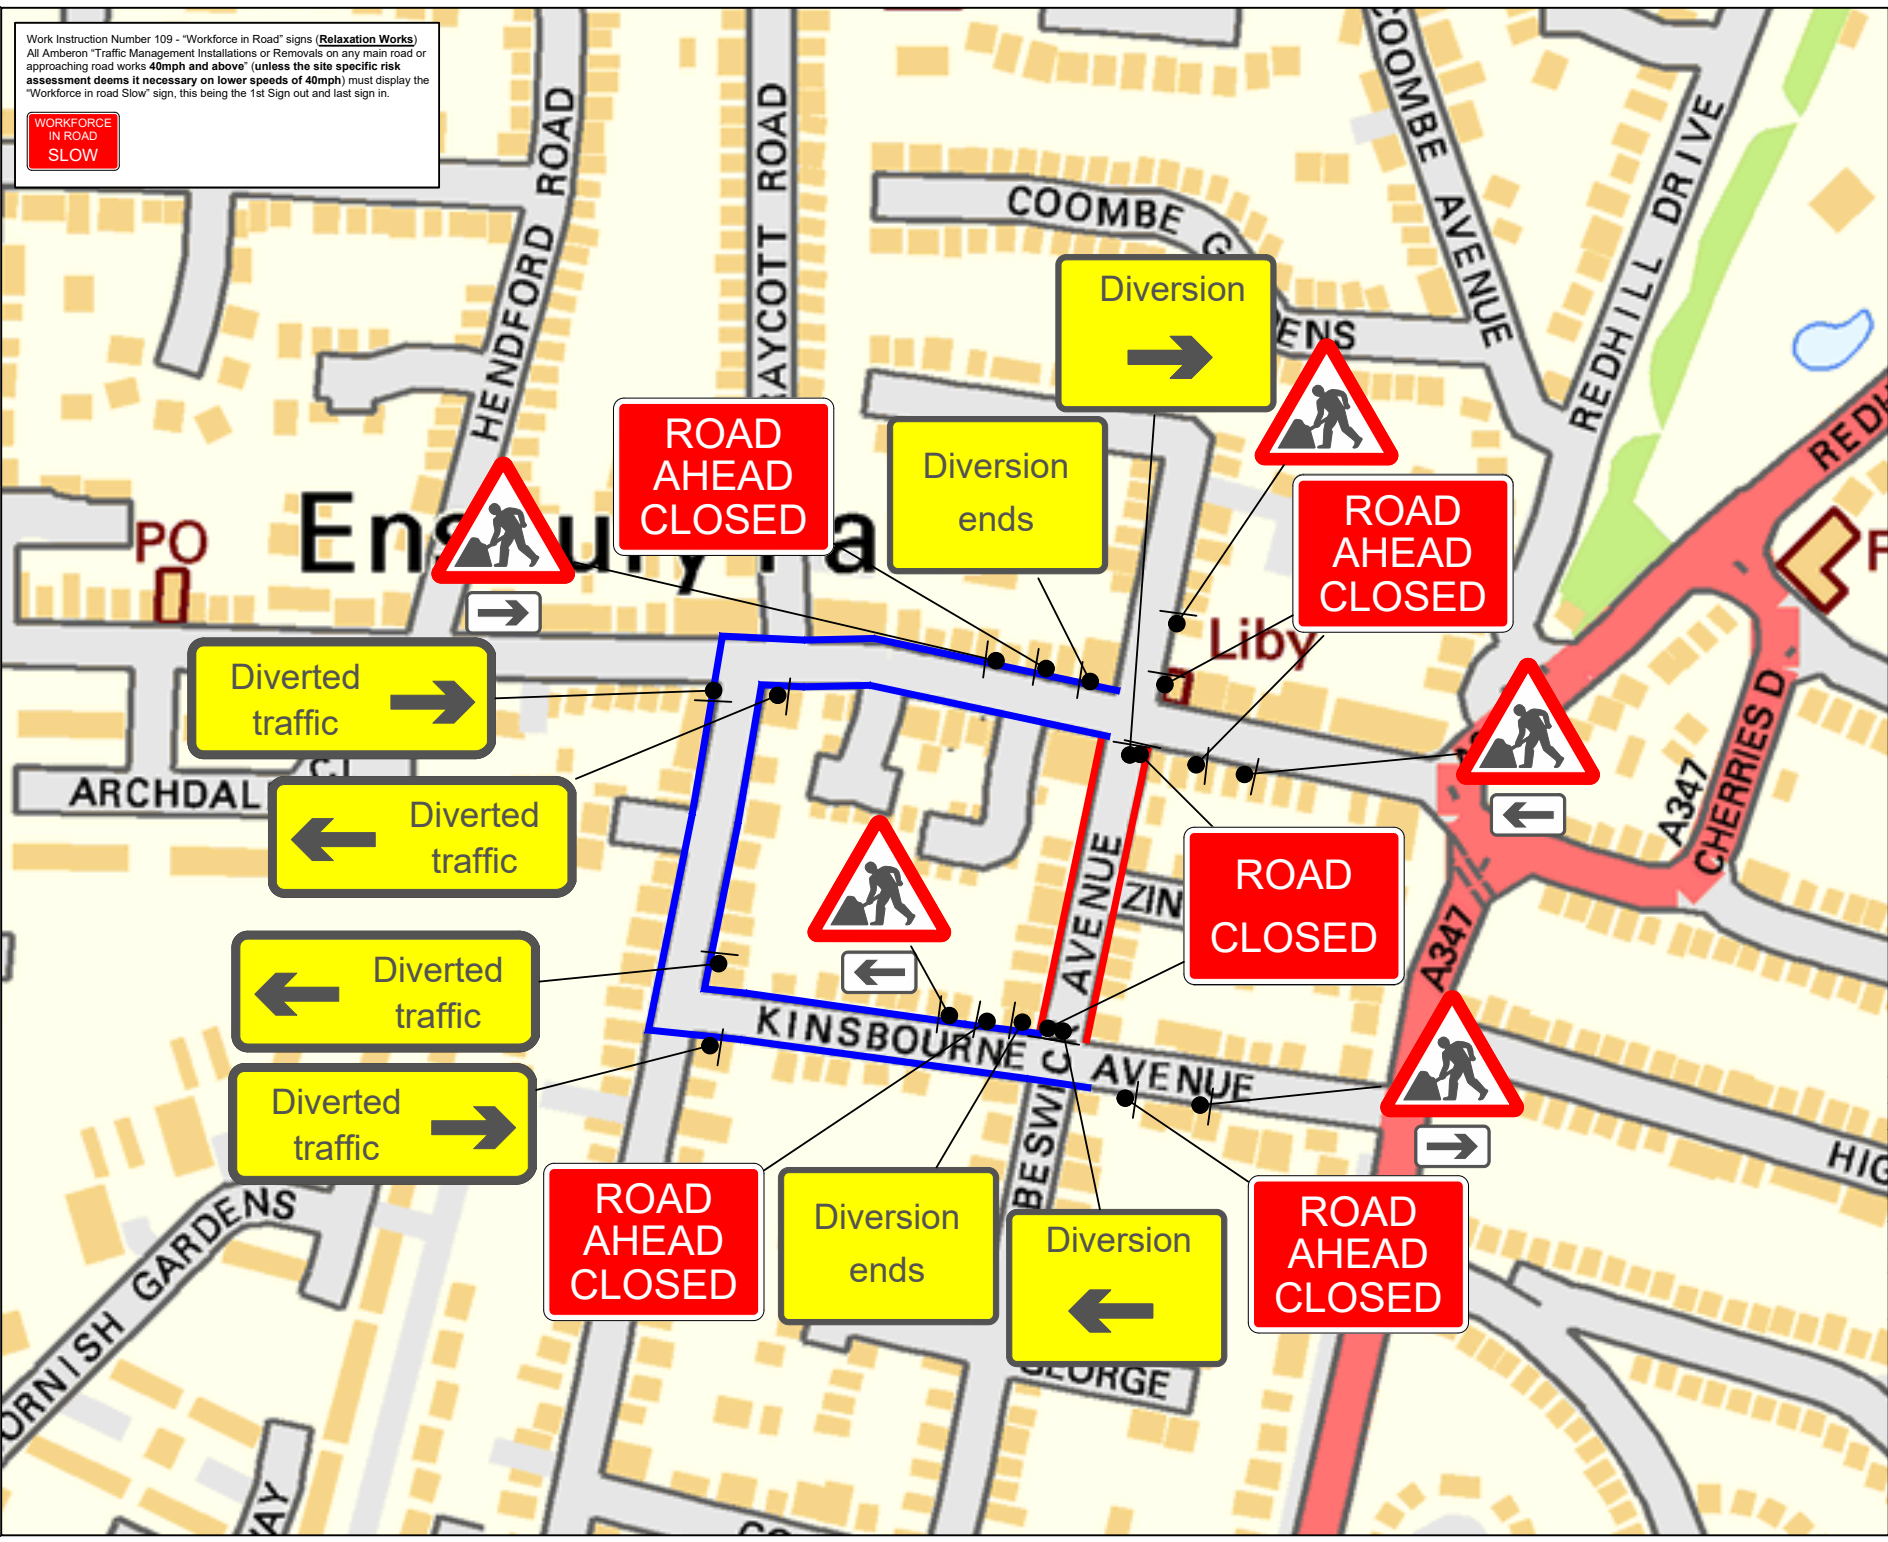 Work Instruction Number 109 - “Workforce in Road” signs (Relaxation Works)
All Amberon “Traffic Management Installations or Removals on any main road or
approaching road works 40mph and above” (unless the site specific risk
assessment deems it necessary on lower speeds of 40mph) must display the
“Workforce in road Slow” sign, this being the 1st Sign out and last sign in.
WORKFORCE
IN ROAD
SLOW
HENDFORD ROAD
RAYCOTT ROAD
COOMBE AVENUE
REDHILL DRIVE
COOMBE G
ENS
Diversion
ROAD
AHEAD
CLOSED
Diversion
ends
ROAD
AHEAD
CLOSED
REDH
PO
Liby
F
Diverted
traffic
ARCHDAL
CT
Diverted
traffic
A347
CHERRIES D
AVENUE
ZIN
ROAD
CLOSED
A347
Diverted
traffic
KINSBOURNE AVENUE
Diverted
traffic
BESWIC
HIG
CORNISH GARDENS
ROAD
AHEAD
CLOSED
Diversion
ends
Diversion
ROAD
AHEAD
CLOSED
GEORGE
WAY
CO